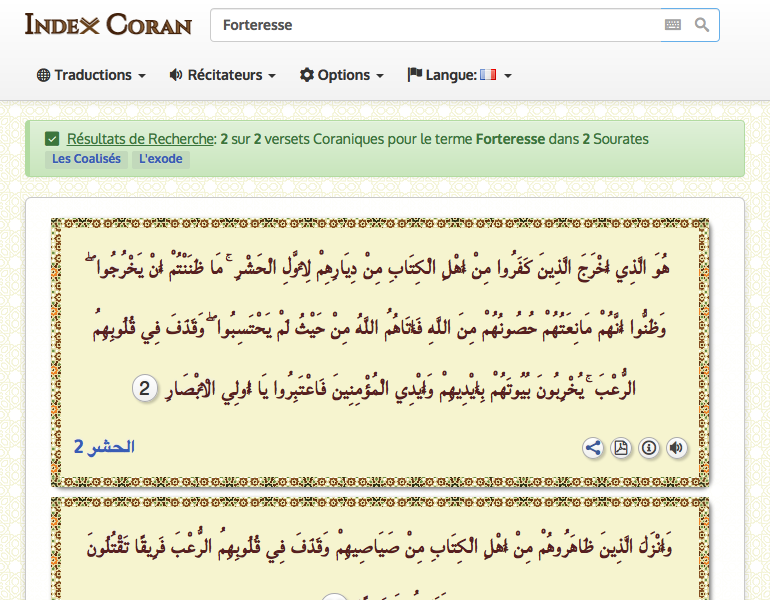 INDEX CORAN
Forteresse
Traductions
Récitateurs
Options
Langue:
Résultats de Recherche: 2 sur 2 versets Coraniques pour le terme Forteresse dans 2 Sourates
Les Coalisés L'exode
هُوَ الَّذِي أَخْرَجَ الَّذِينَ كَفَرُوا مِنْ أَهْلِ الْكِتَابِ مِنْ دِيَارِهِمْ لِأَوَّلِ الْحَشْرِ ۚ مَا ظَنَنْتُمْ أَنْ يَخْرُجُوا ۖ
وَظَنُّوا أَنَّهُمْ مَانِعَتُهُمْ حُصُونُهُمْ مِنَ اللَّهِ فَأَتَاهُمُ اللَّهُ مِنْ حَيْثُ لَمْ يَحْتَسِبُوا ۖ وَقَذَفَ فِي قُلُوبِهِمُ
الرُّعْبَ ۚ يُخْرِبُونَ بُيُوتَهُمْ بِأَيْدِيهِمْ وَأَيْدِي الْمُؤْمِنِينَ فَاعْتَبِرُوا يَا أُولِي الْأَبْصَارِ 2
الحشر 2
وَأَنْزَلَ الَّذِينَ ظَاهَرُوهُمْ مِنْ أَهْلِ الْكِتَابِ مِنْ صَيَاصِيهِمْ وَقَذَفَ فِي قُلُوبِهِمُ الرُّعْبَ فَرِيقًا تَقْتُلُونَ